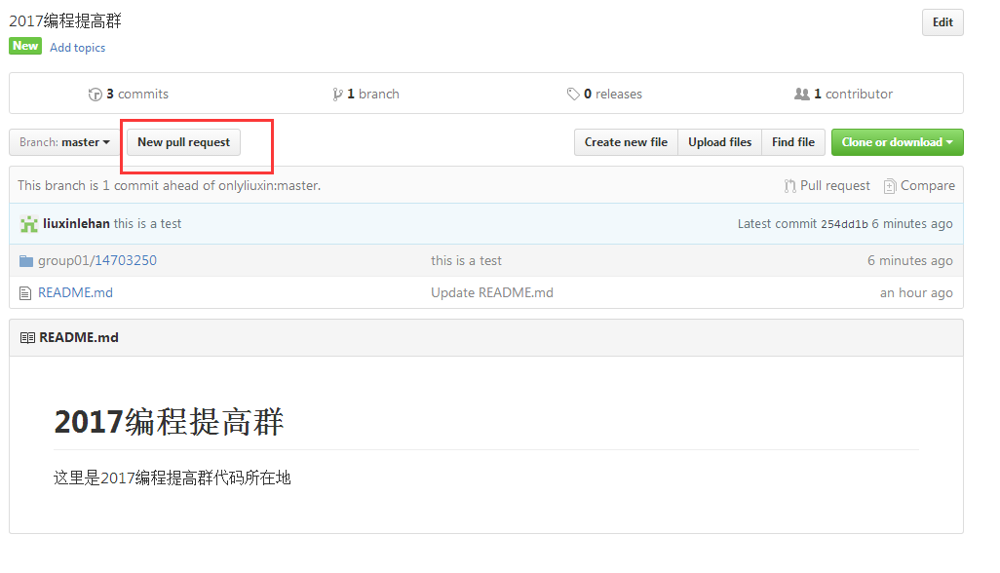 2017编程提高群
Edit
New Add topics
3 commits 1 branch 0 releases 1 contributor
Branch: master New pull request Create new file Upload files Find file Clone or download
This branch is 1 commit ahead of onlyliuxin:master. Pull request Compare
liuxinlehan this is a test Latest commit 254dd1b 6 minutes ago
group01/14703250 this is a test 6 minutes ago
README.md Update README.md an hour ago
README.md
2017编程提高群
这里是2017编程提高群代码所在地